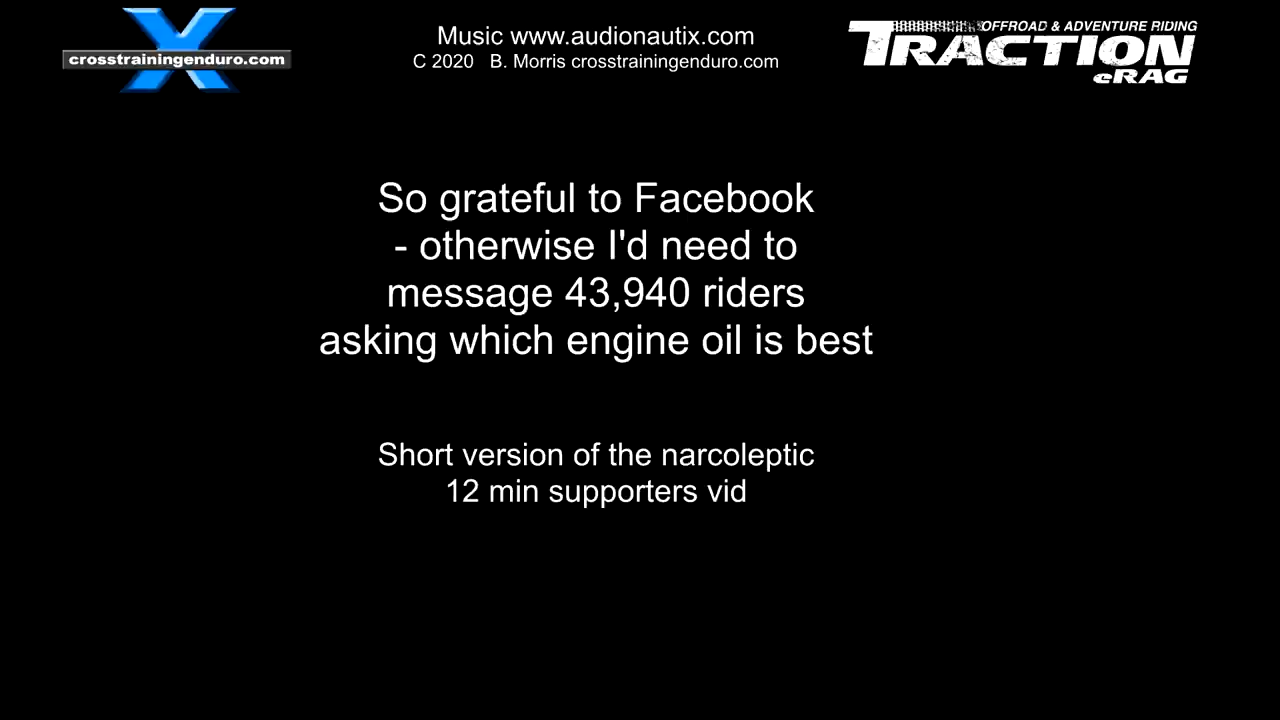 crosstrainingenduro.com
Music www.audionautix.com
C 2020 B. Morris crosstrainingenduro.com
OFFROAD & ADVENTURE RIDING
TRACTION
eRAG
So grateful to Facebook
- otherwise I'd need to
message 43,940 riders
asking which engine oil is best
Short version of the narcoleptic
12 min supporters vid